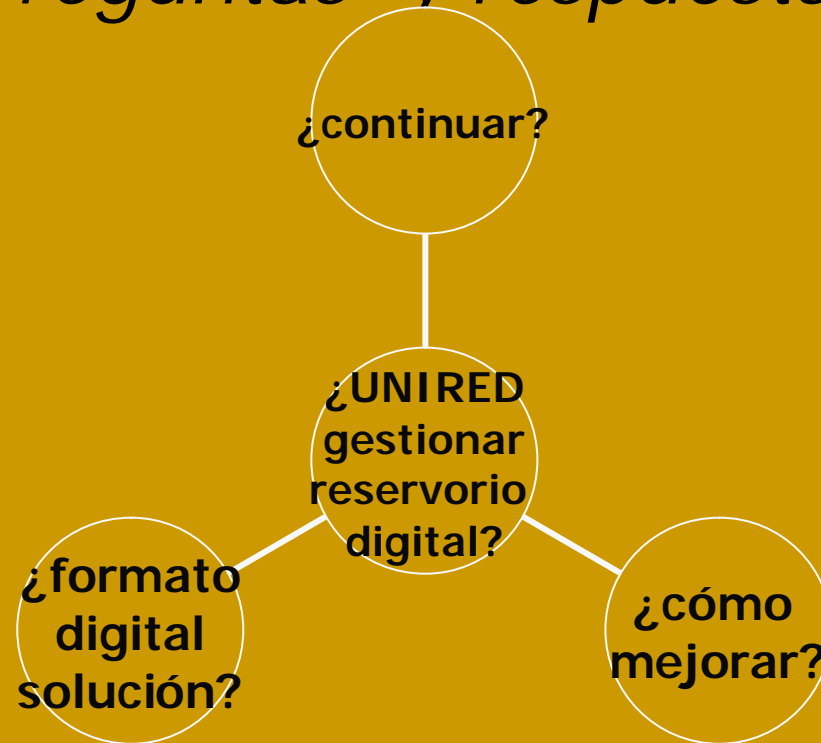 ¿continuar?
¿UNIRED
gestionar
reservorio
digital?
¿formato
digital
solución?
¿cómo
mejorar?